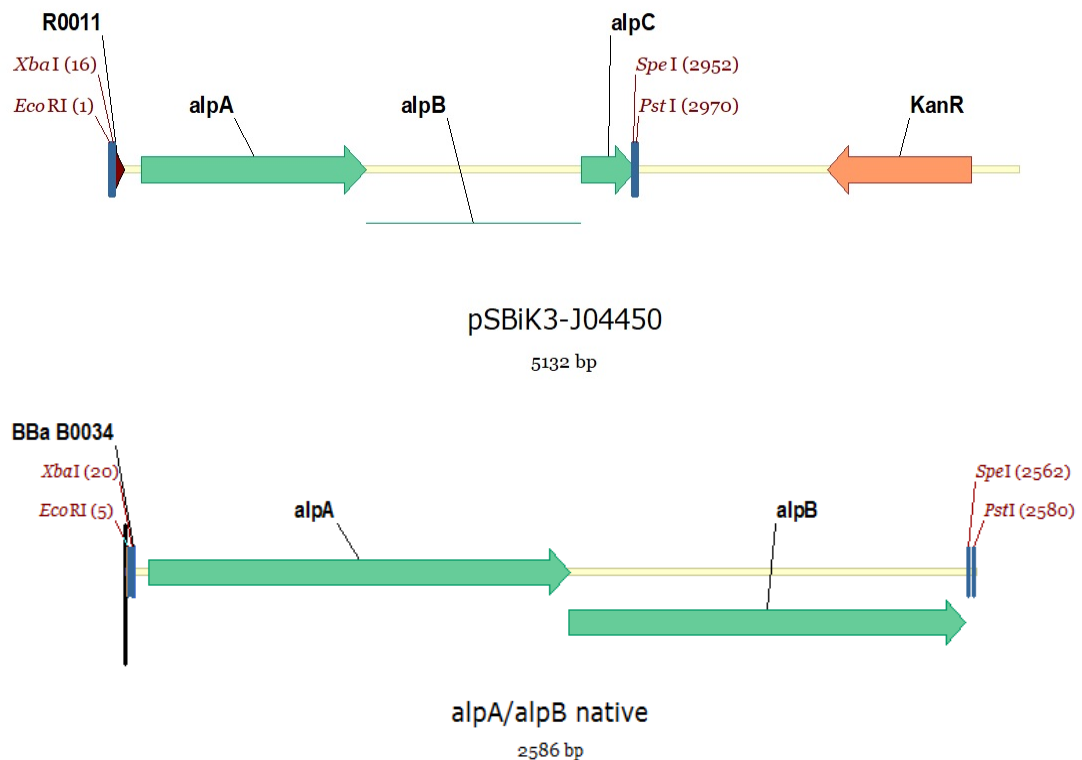 R0011
alpC
XbaI (16)
SpeI (2952)
EcoRI (1)
alpA
alpB
PstI (2970)
KanR
pSBiK3-J04450
5132 bp
BBa B0034
XbaI (20)
SpeI (2562)
EcoRI (5)
alpA
alpB
PstI (2580)
alpA/alpB native
2586 bp